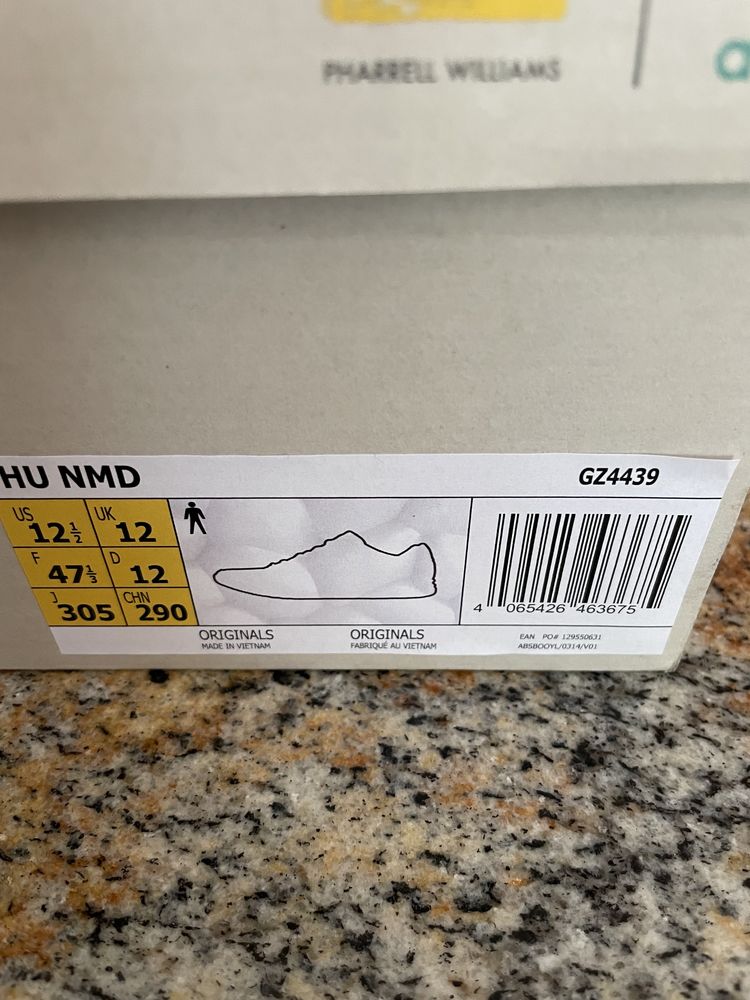 PHARRELL WILLIAMS
a
HU NMD
GZ4439
US 12½ UK 12
F 47⅓ D 12
J 305 CHN 290
4 065426 463675
ORIGINALS ORIGINALS
MADE IN VIETNAM FABRIQUÉ AU VIETNAM
EAN PO# 129550631
ABSBOOYL/0314/V01